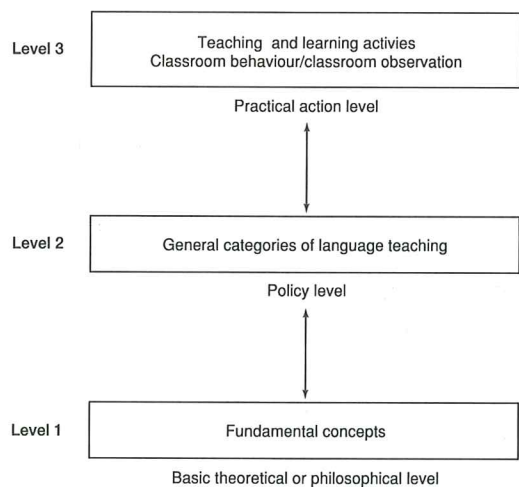 Level 3
Teaching and learning activies
Classroom behaviour/classroom observation
Practical action level
Level 2
General categories of language teaching
Policy level
Level 1
Fundamental concepts
Basic theoretical or philosophical level